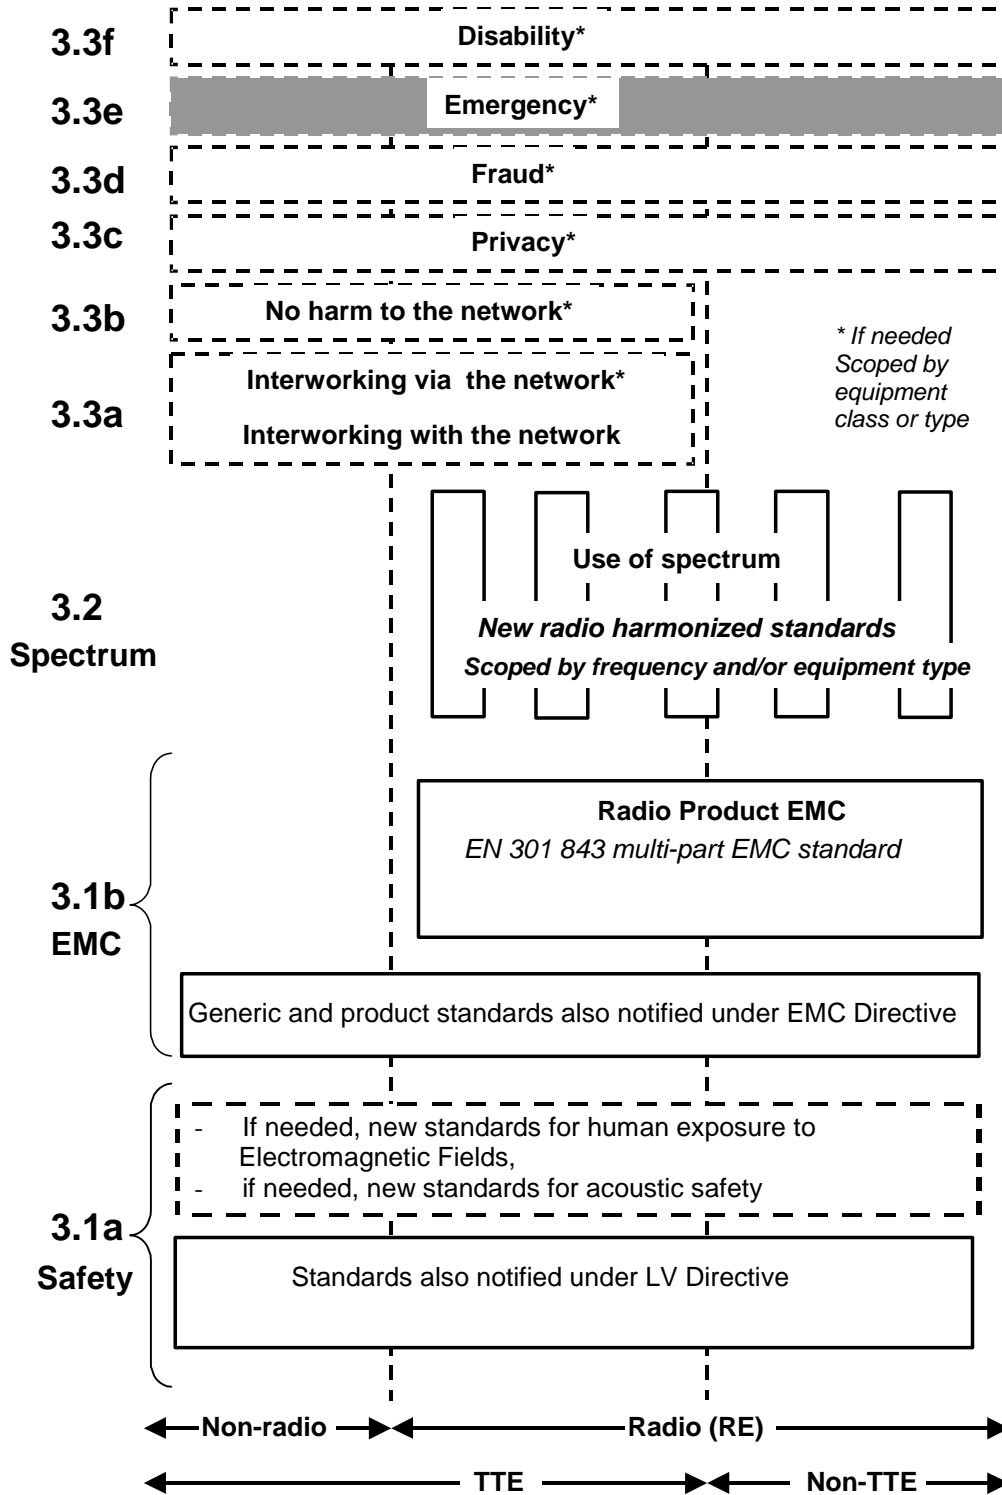 3.3f
Disability*
3.3e
Emergency*
3.3d
Fraud*
3.3c
Privacy*
3.3b
No harm to the network*
* If needed
Scoped by
equipment
class or type
3.3a
Interworking via the network*
Interworking with the network
3.2
Spectrum
Use of spectrum
New radio harmonized standards
Scoped by frequency and/or equipment type
3.1b
EMC
Radio Product EMC
EN 301 843 multi-part EMC standard
Generic and product standards also notified under EMC Directive
3.1a
Safety
- If needed, new standards for human exposure to
Electromagnetic Fields,
- if needed, new standards for acoustic safety
Standards also notified under LV Directive
Non-radio
Radio (RE)
TTE
Non-TTE